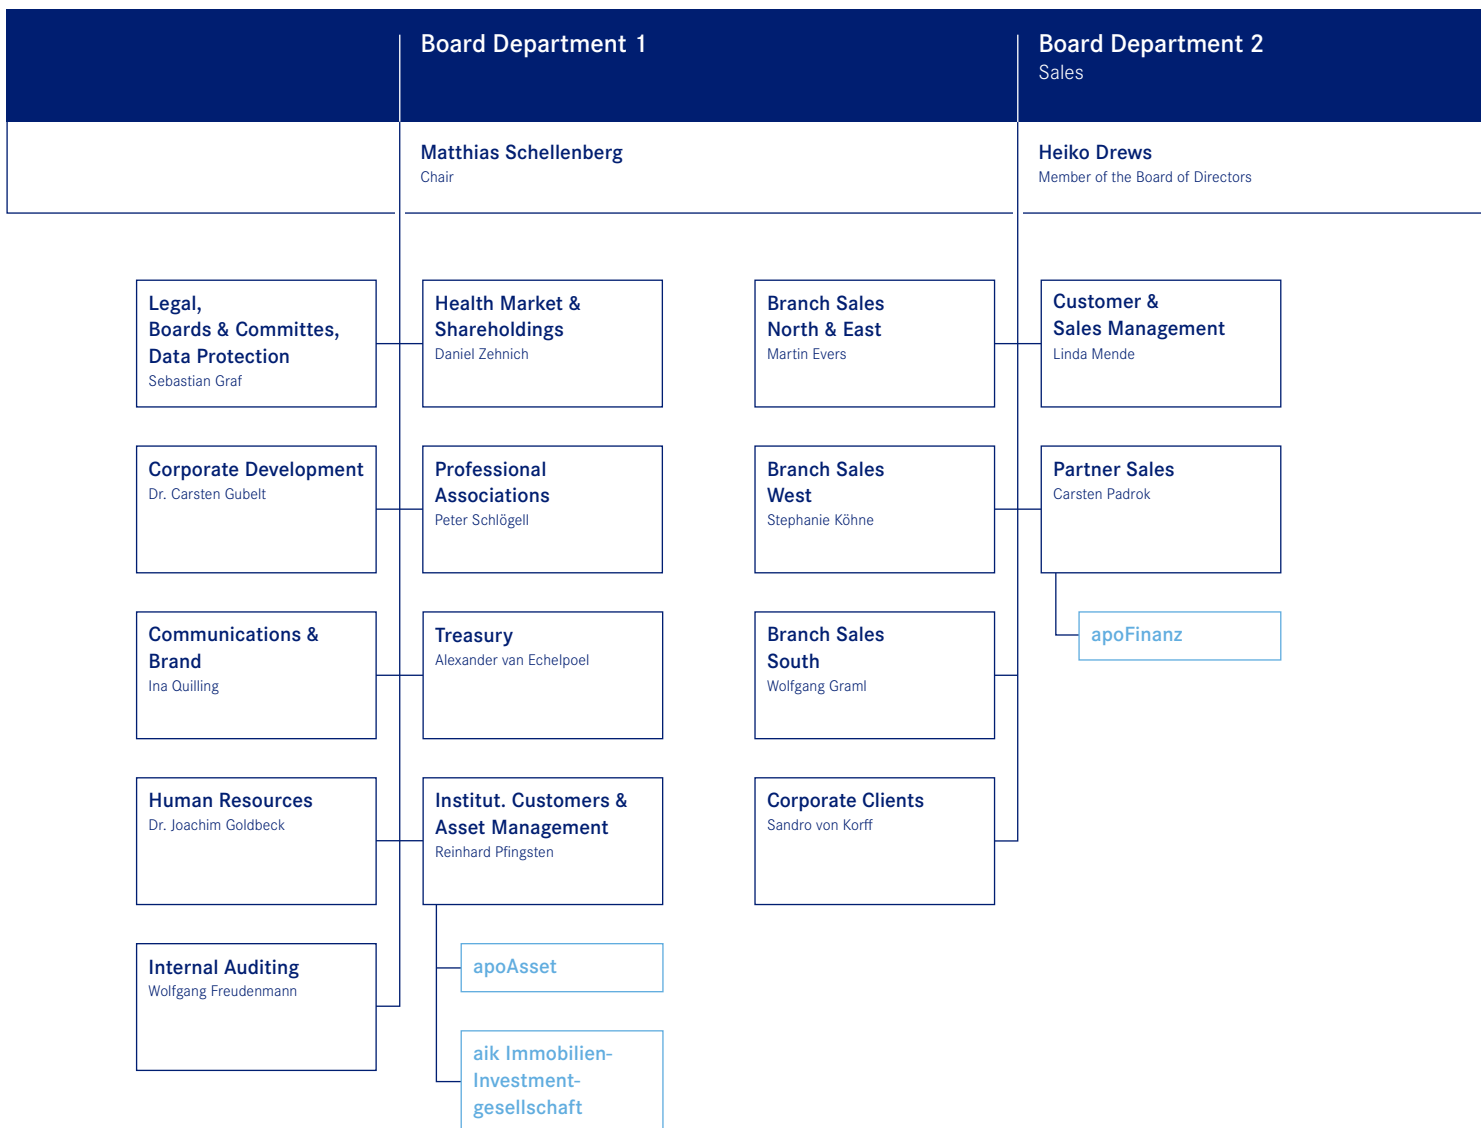 Board Department 1
Board Department 2
Sales
Matthias Schellenberg
Chair
Heiko Drews
Member of the Board of Directors
Legal,
Boards & Committes,
Data Protection
Sebastian Graf
Health Market &
Shareholdings
Daniel Zehnich
Branch Sales
North & East
Martin Evers
Customer &
Sales Management
Linda Mende
Corporate Development
Dr. Carsten Gubelt
Professional
Associations
Peter Schlögell
Branch Sales
West
Stephanie Köhne
Partner Sales
Carsten Padrok
Communications &
Brand
Ina Quilling
Treasury
Alexander van Echelpoel
Branch Sales
South
Wolfgang Graml
apoFinanz
Human Resources
Dr. Joachim Goldbeck
Institut. Customers &
Asset Management
Reinhard Pfingsten
Corporate Clients
Sandro von Korff
Internal Auditing
Wolfgang Freudenmann
apoAsset
aik Immobilien-
Investment-
gesellschaft